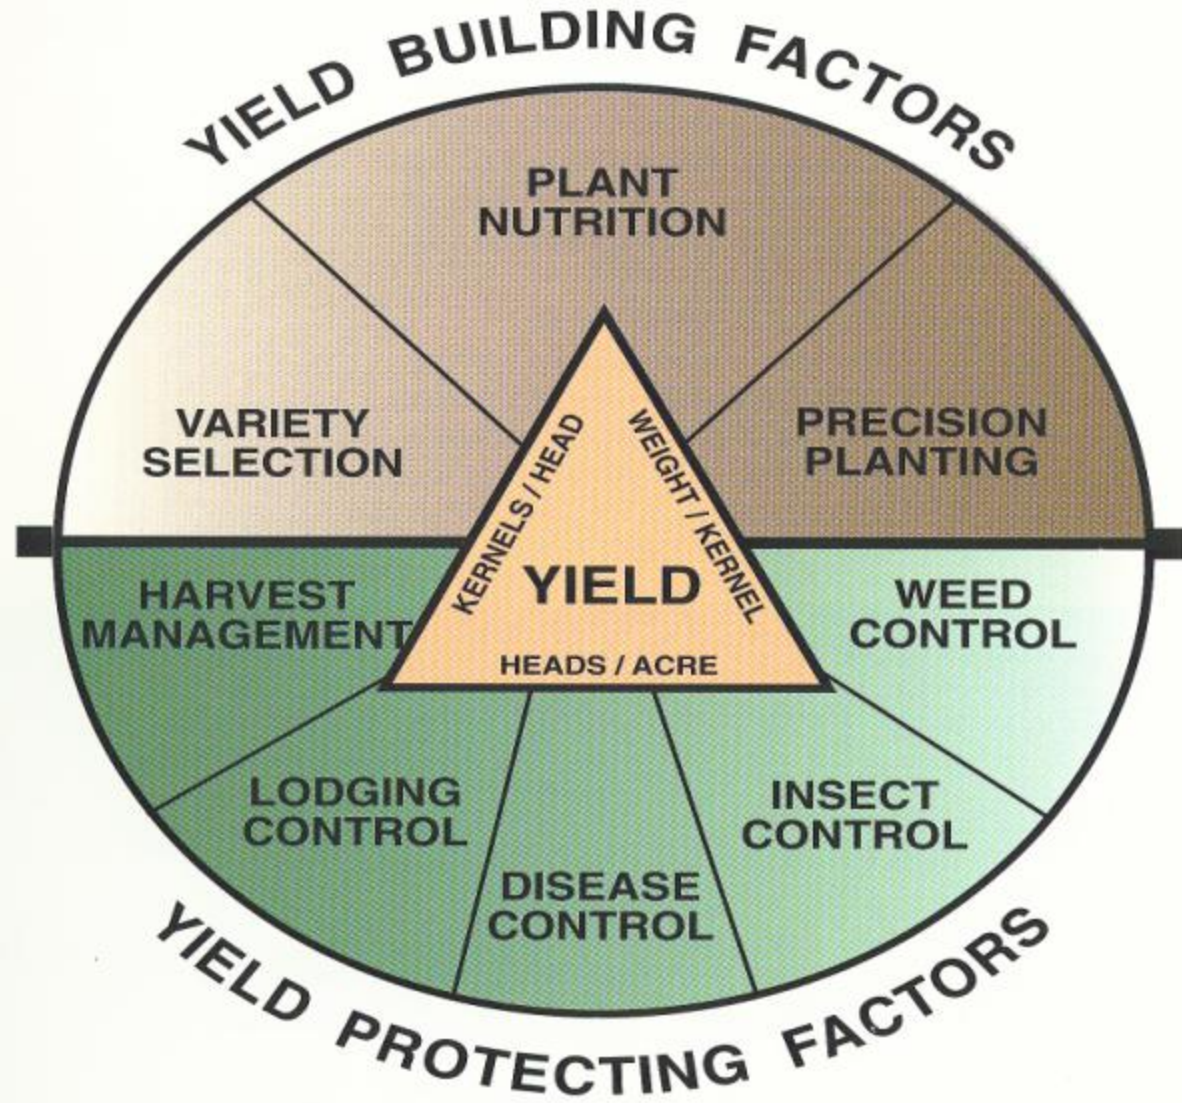 YIELD BUILDING FACTORS
PLANT
NUTRITION
VARIETY
SELECTION
PRECISION
PLANTING
KERNELS / HEAD
WEIGHT / KERNEL
YIELD
HEADS / ACRE
HARVEST
MANAGEMENT
WEED
CONTROL
LODGING
CONTROL
INSECT
CONTROL
DISEASE
CONTROL
YIELD PROTECTING FACTORS